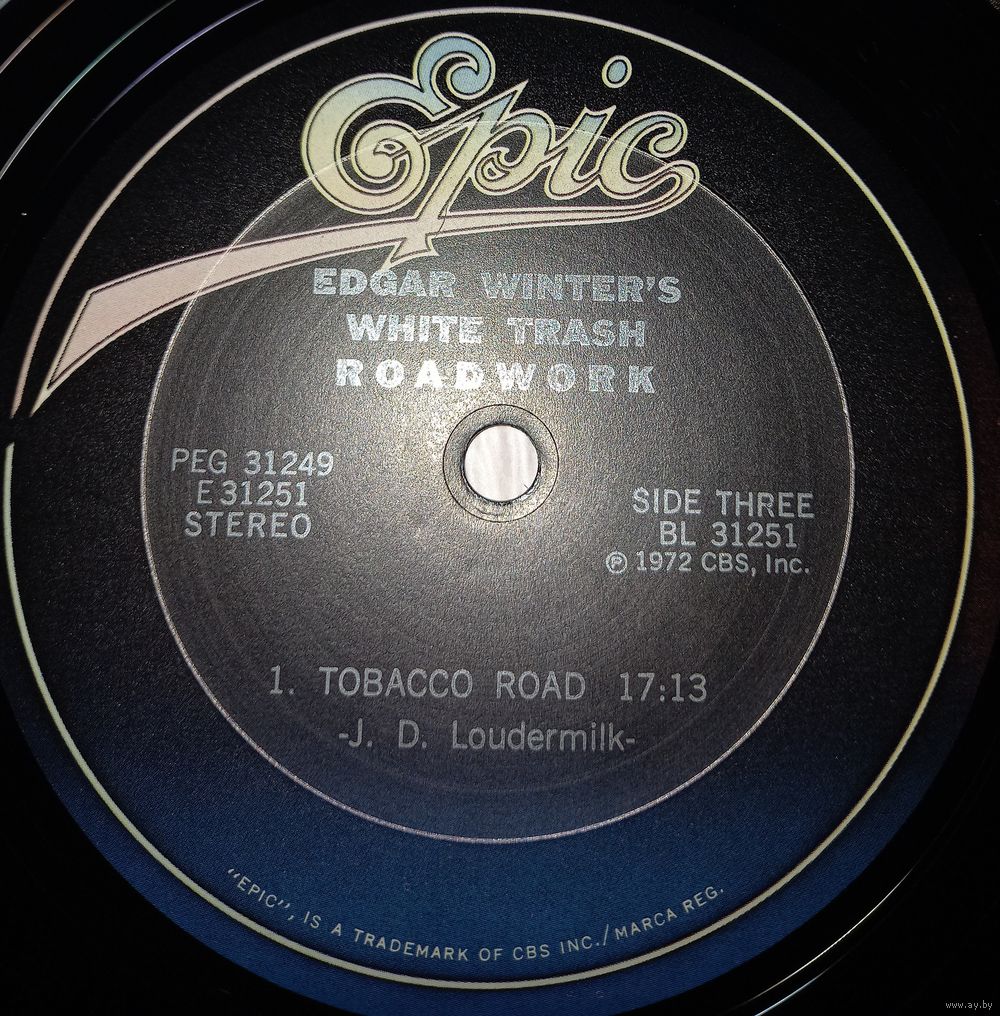 Epic
EDGAR WINTER'S
WHITE TRASH
ROADWORK
PEG 31249
E 31251
STEREO
SIDE THREE
BL 31251
℗ 1972 CBS, Inc.
1. TOBACCO ROAD 17:13
-J. D. Loudermilk-
"EPIC", IS A TRADEMARK OF CBS INC./MARCA REG.
www.ay.by